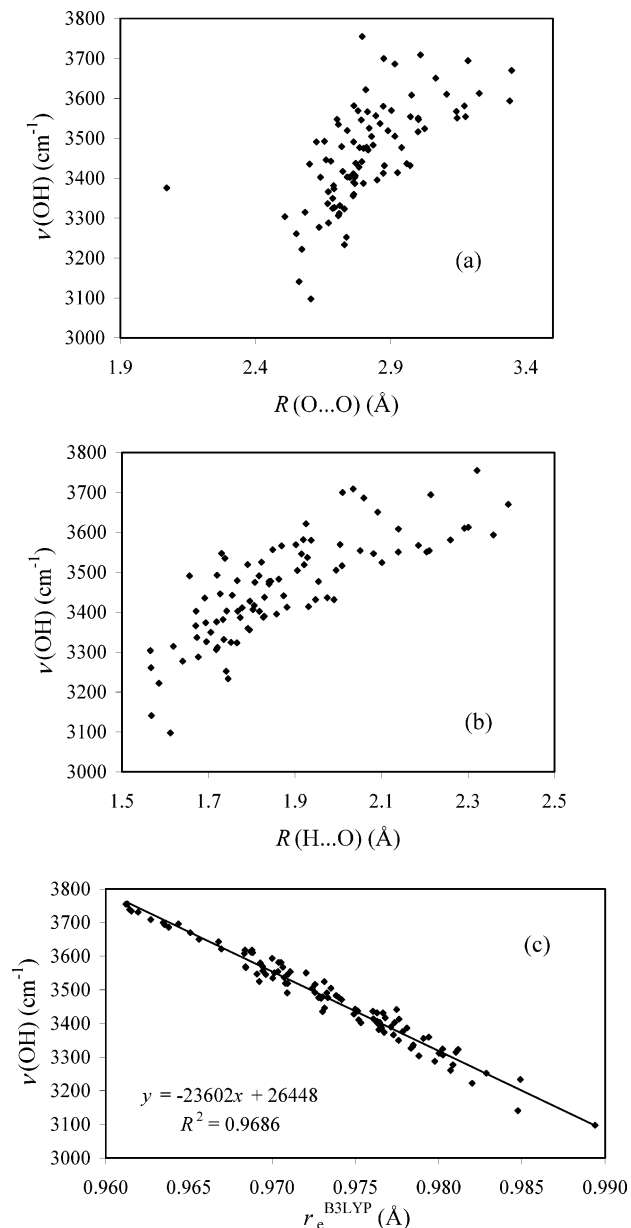 3800
3700
3600
3500
3400
3300
3200
3100
3000
ν(OH) (cm⁻¹)
(a)
1.9 2.4 2.9 3.4
R(O...O) (Å)
3800
3700
3600
3500
3400
3300
3200
3100
3000
ν(OH) (cm⁻¹)
(b)
1.5 1.7 1.9 2.1 2.3 2.5
R(H...O) (Å)
3800
3700
3600
3500
3400
3300
3200
3100
3000
ν(OH) (cm⁻¹)
(c)
y = -23602x + 26448
R² = 0.9686
0.960 0.965 0.970 0.975 0.980 0.985 0.990
rₑ^B3LYP (Å)